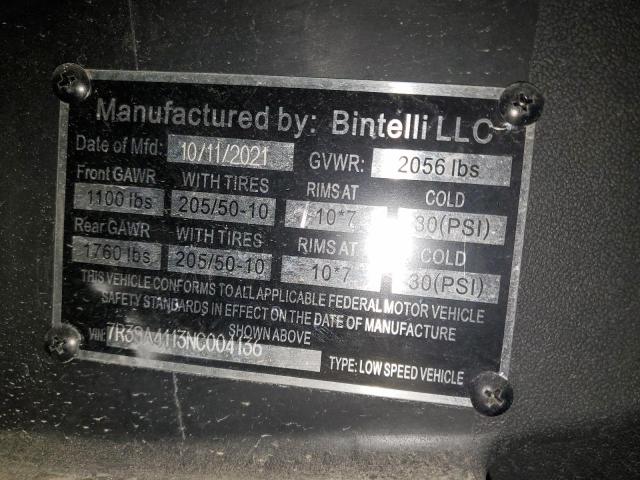 Manufactured by: Bintelli LLC
Date of Mfd: 10/11/2021 GVWR: 2056 lbs
Front GAWR WITH TIRES RIMS AT COLD
1100 lbs 205/50-10 10*7 30(PSI)
Rear GAWR WITH TIRES RIMS AT COLD
1760 lbs 205/50-10 10*7 30(PSI)
THIS VEHICLE CONFORMS TO ALL APPLICABLE FEDERAL MOTOR VEHICLE
SAFETY STANDARDS IN EFFECT ON THE DATE OF MANUFACTURE
SHOWN ABOVE
VIN: 7R3SA4113NC004136
TYPE: LOW SPEED VEHICLE